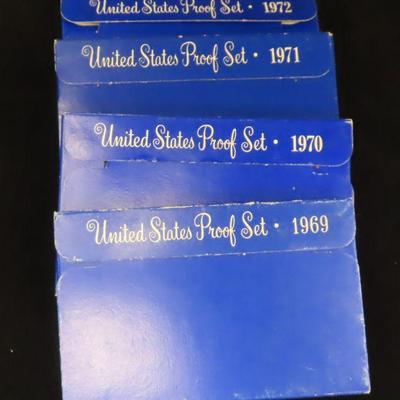 United States Proof Set • 1972
United States Proof Set • 1971
United States Proof Set • 1970
United States Proof Set • 1969